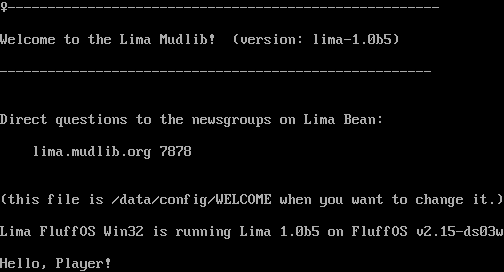 ♀------------------------------------------------------
Welcome to the Lima Mudlib!  (version: lima-1.0b5)
-----------------------------------------------------
Direct questions to the newsgroups on Lima Bean:
    lima.mudlib.org 7878
(this file is /data/config/WELCOME when you want to change it.)
Lima FluffOS Win32 is running Lima 1.0b5 on FluffOS v2.15-ds03w
Hello, Player!